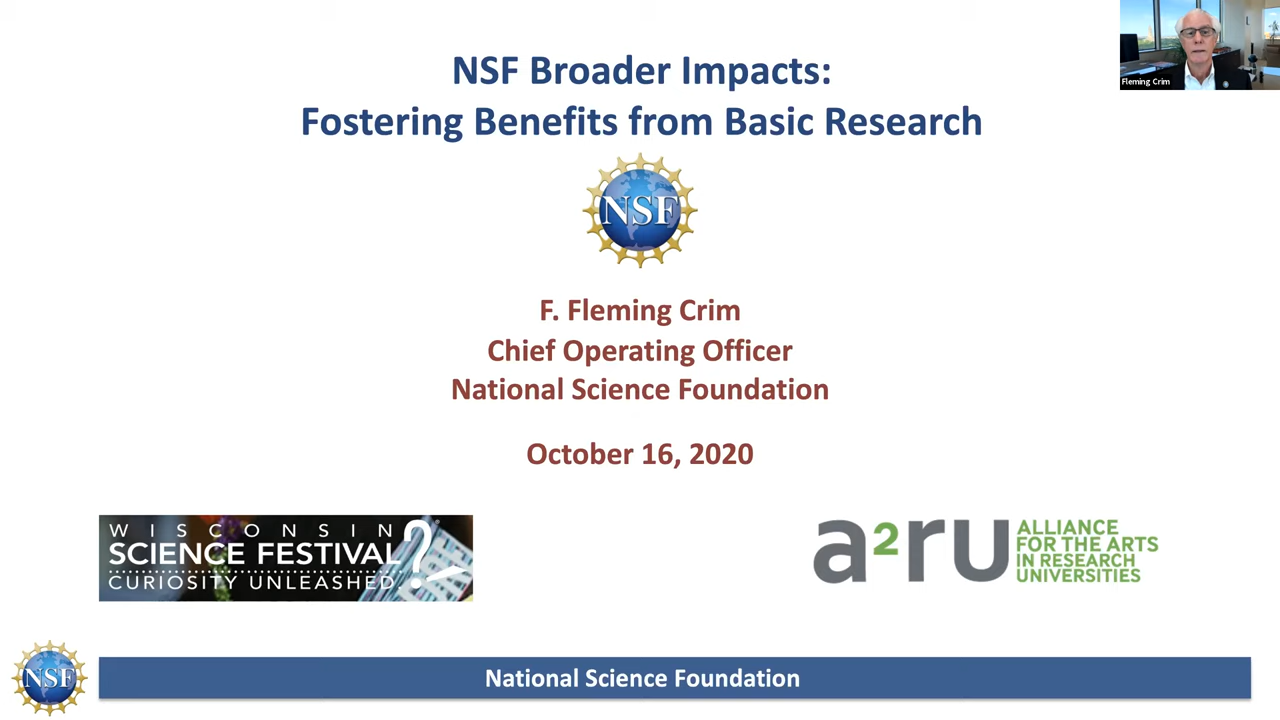 NSF Broader Impacts:
Fostering Benefits from Basic Research
Fleming Crim
NSF
F. Fleming Crim
Chief Operating Officer
National Science Foundation
October 16, 2020
WISCONSIN
SCIENCE FESTIVAL
CURIOSITY UNLEASHED
a2ru
ALLIANCE
FOR THE ARTS
IN RESEARCH
UNIVERSITIES
NSF
National Science Foundation